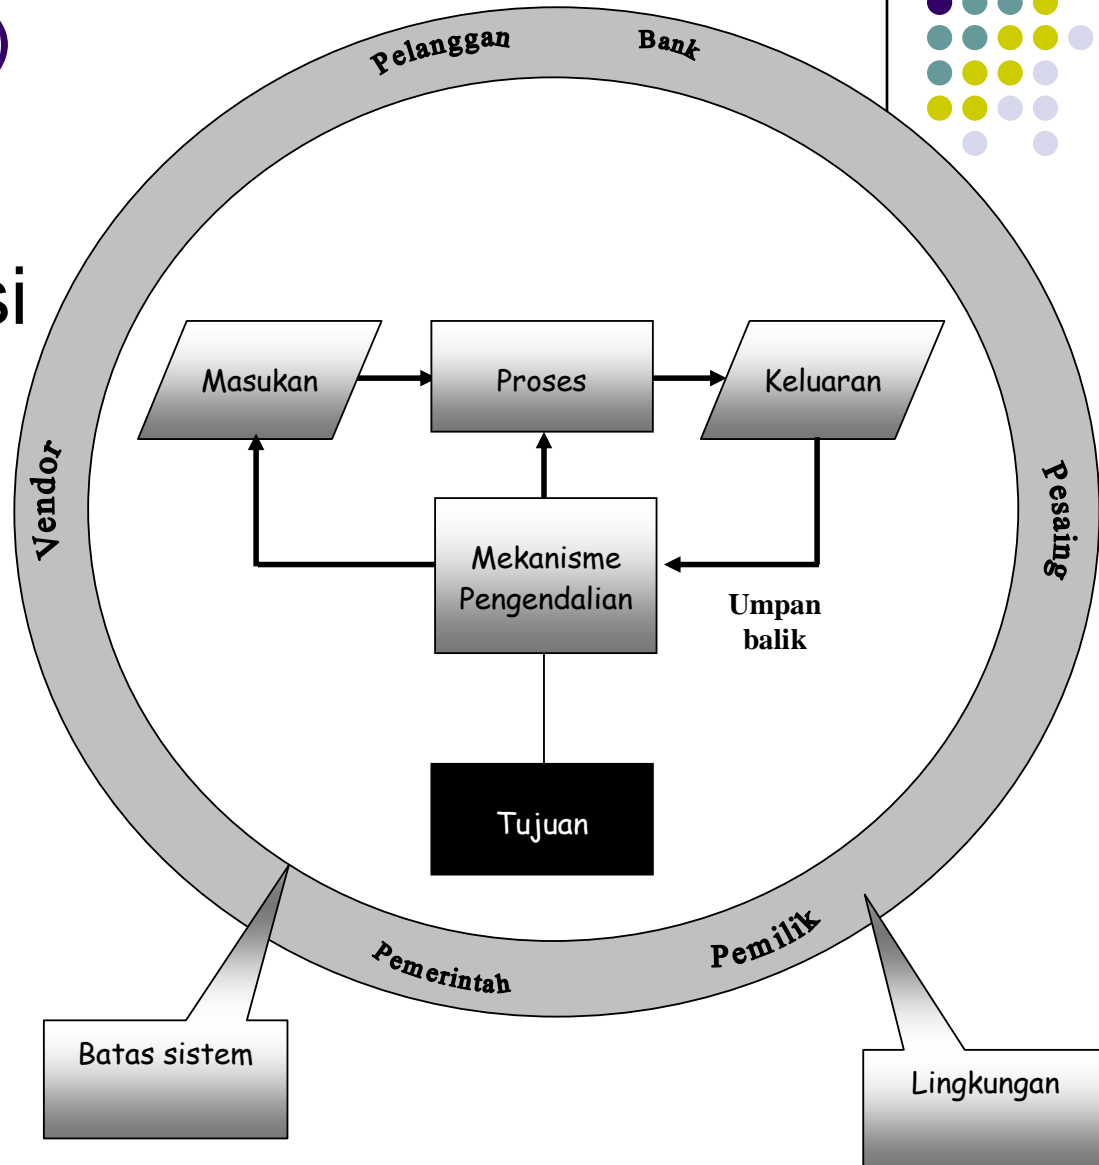 )
si
Pelanggan
Bank
Vendor
Pesaing
Masukan
Proses
Keluaran
Mekanisme
Pengendalian
Umpan
balik
Tujuan
Pemerintah
Pemilik
Batas sistem
Lingkungan